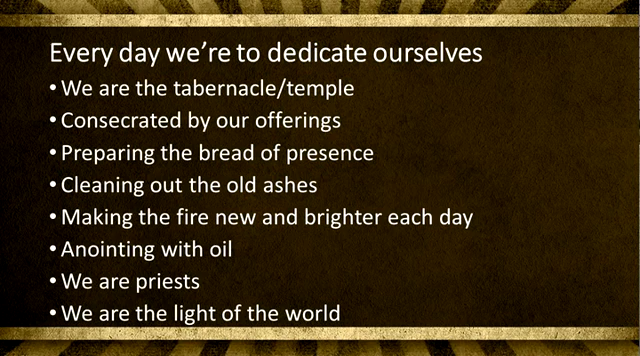 Every day we're to dedicate ourselves
• We are the tabernacle/temple
• Consecrated by our offerings
• Preparing the bread of presence
• Cleaning out the old ashes
• Making the fire new and brighter each day
• Anointing with oil
• We are priests
• We are the light of the world